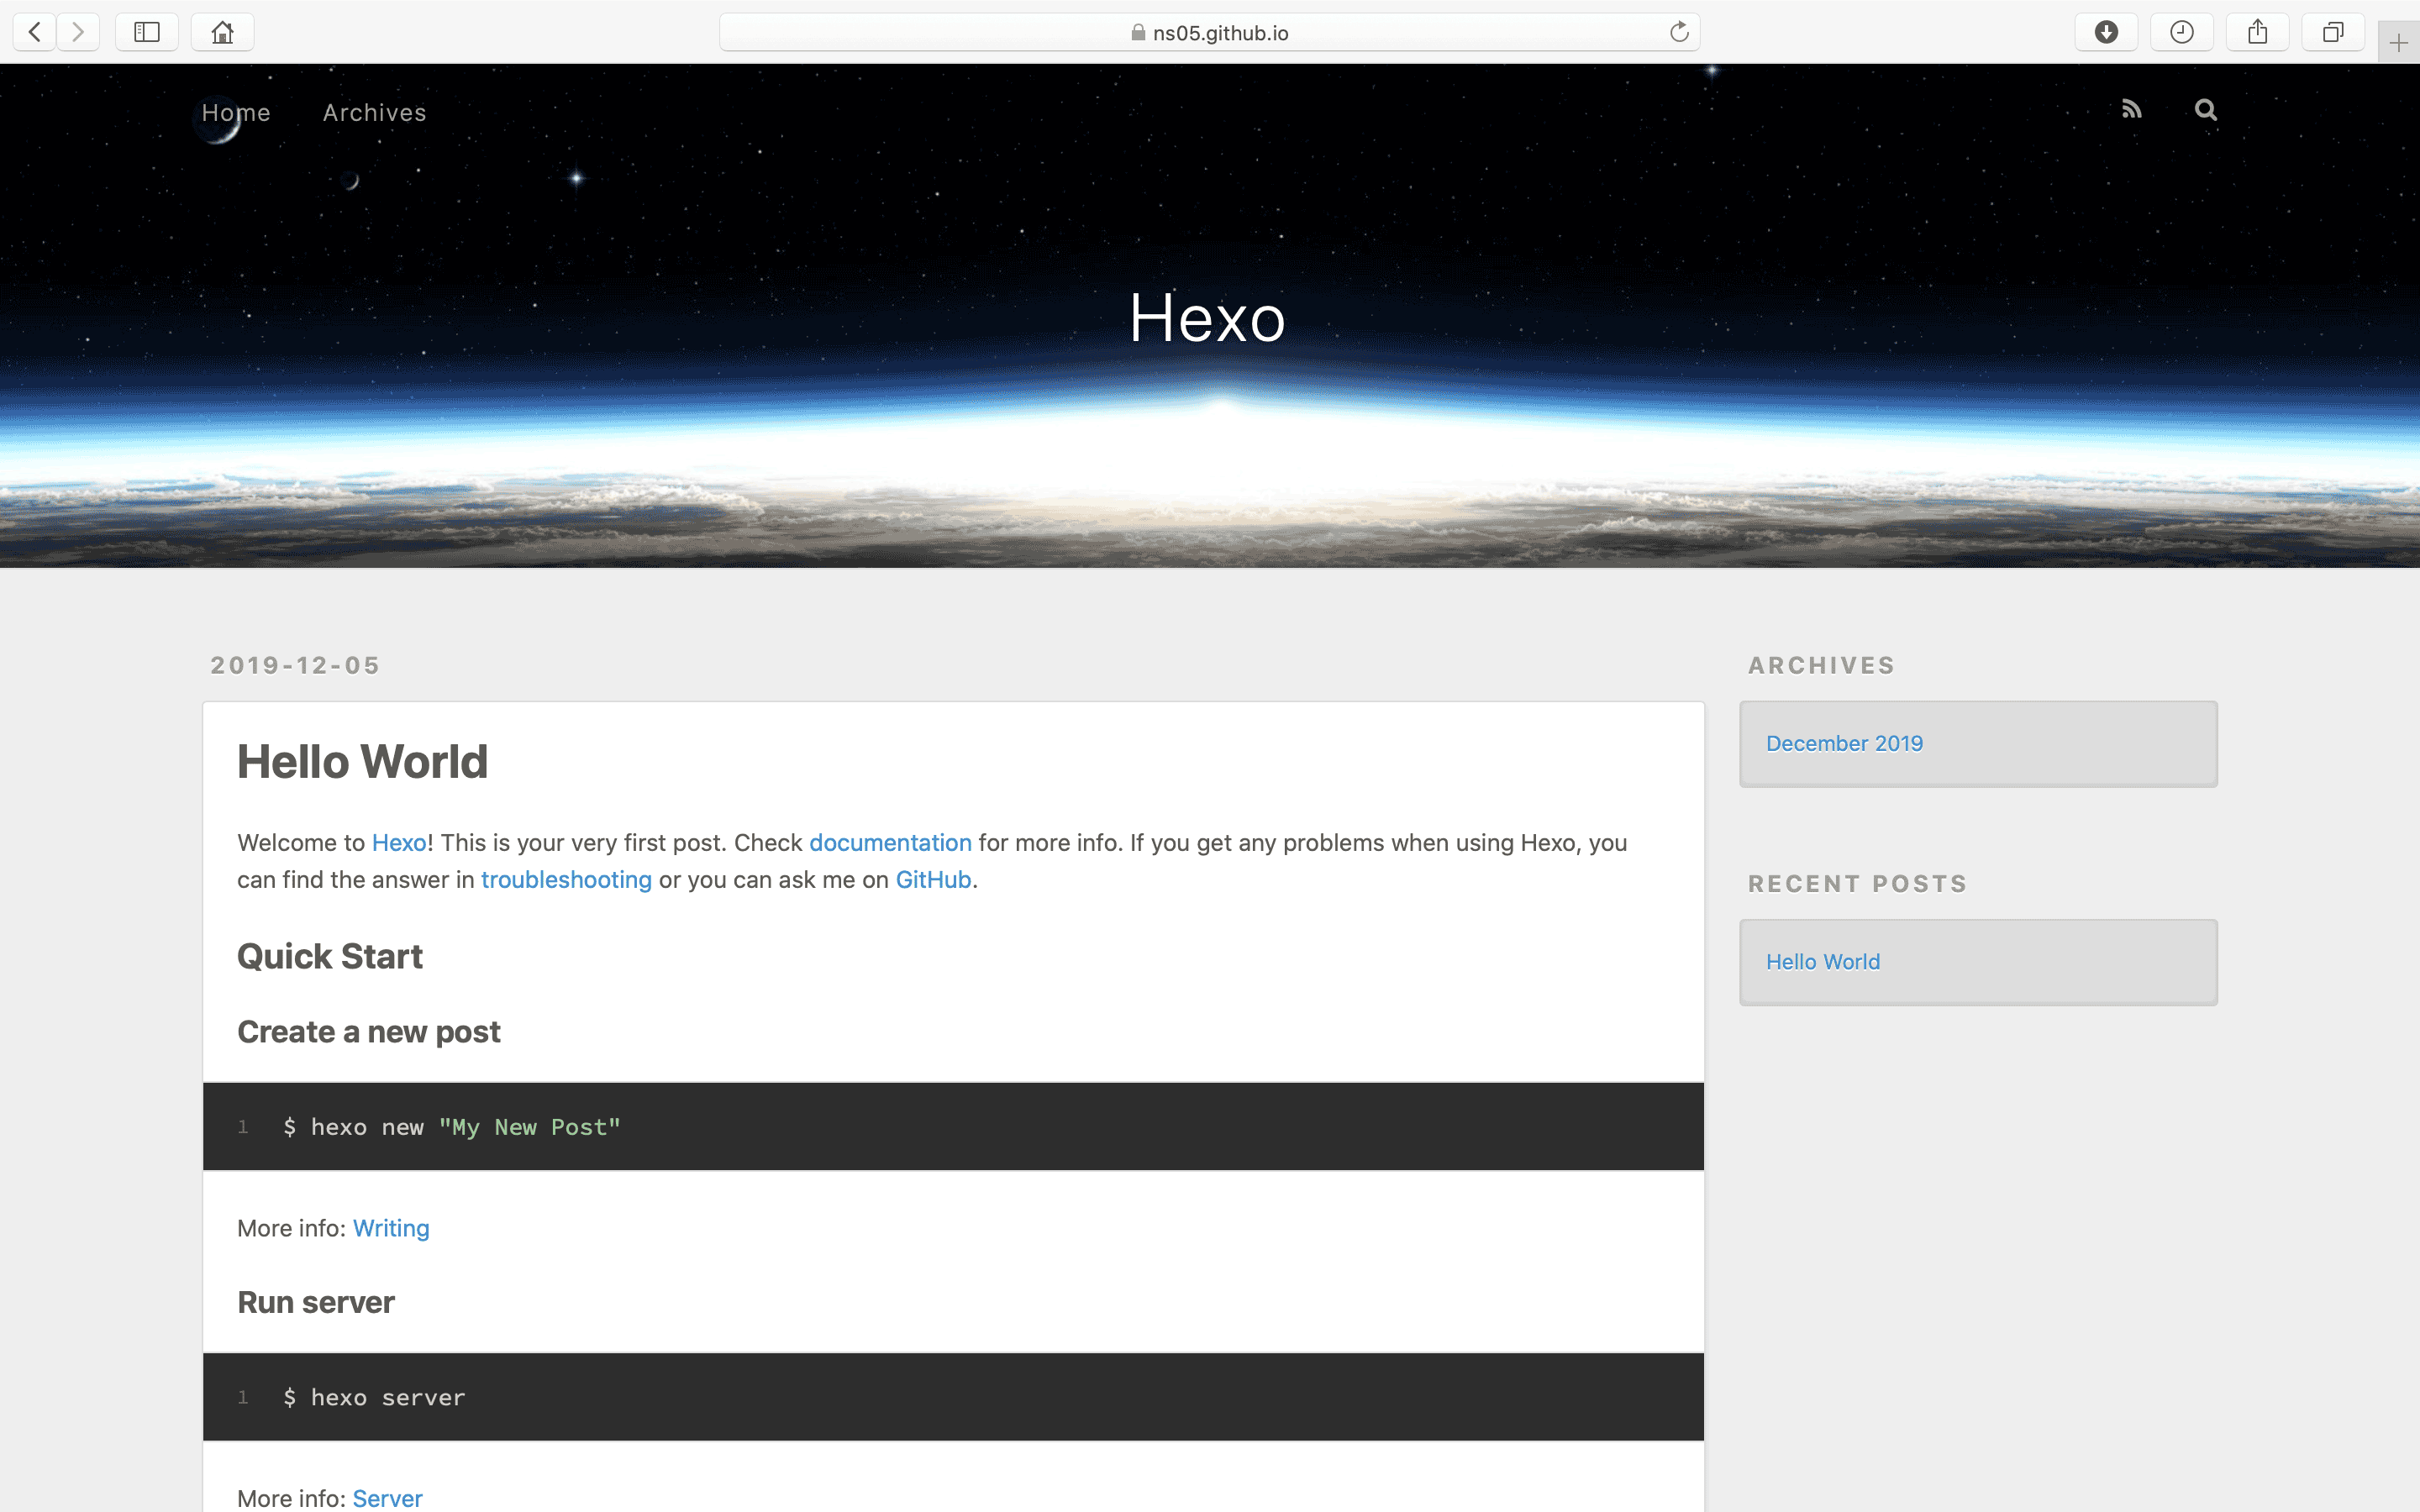 ns05.github.io
Home Archives
Hexo
2019-12-05
Hello World
Welcome to Hexo! This is your very first post. Check documentation for more info. If you get any problems when using Hexo, you
can find the answer in troubleshooting or you can ask me on GitHub.
Quick Start
Create a new post
1 $ hexo new "My New Post"
More info: Writing
Run server
1 $ hexo server
More info: Server
ARCHIVES
December 2019
RECENT POSTS
Hello World